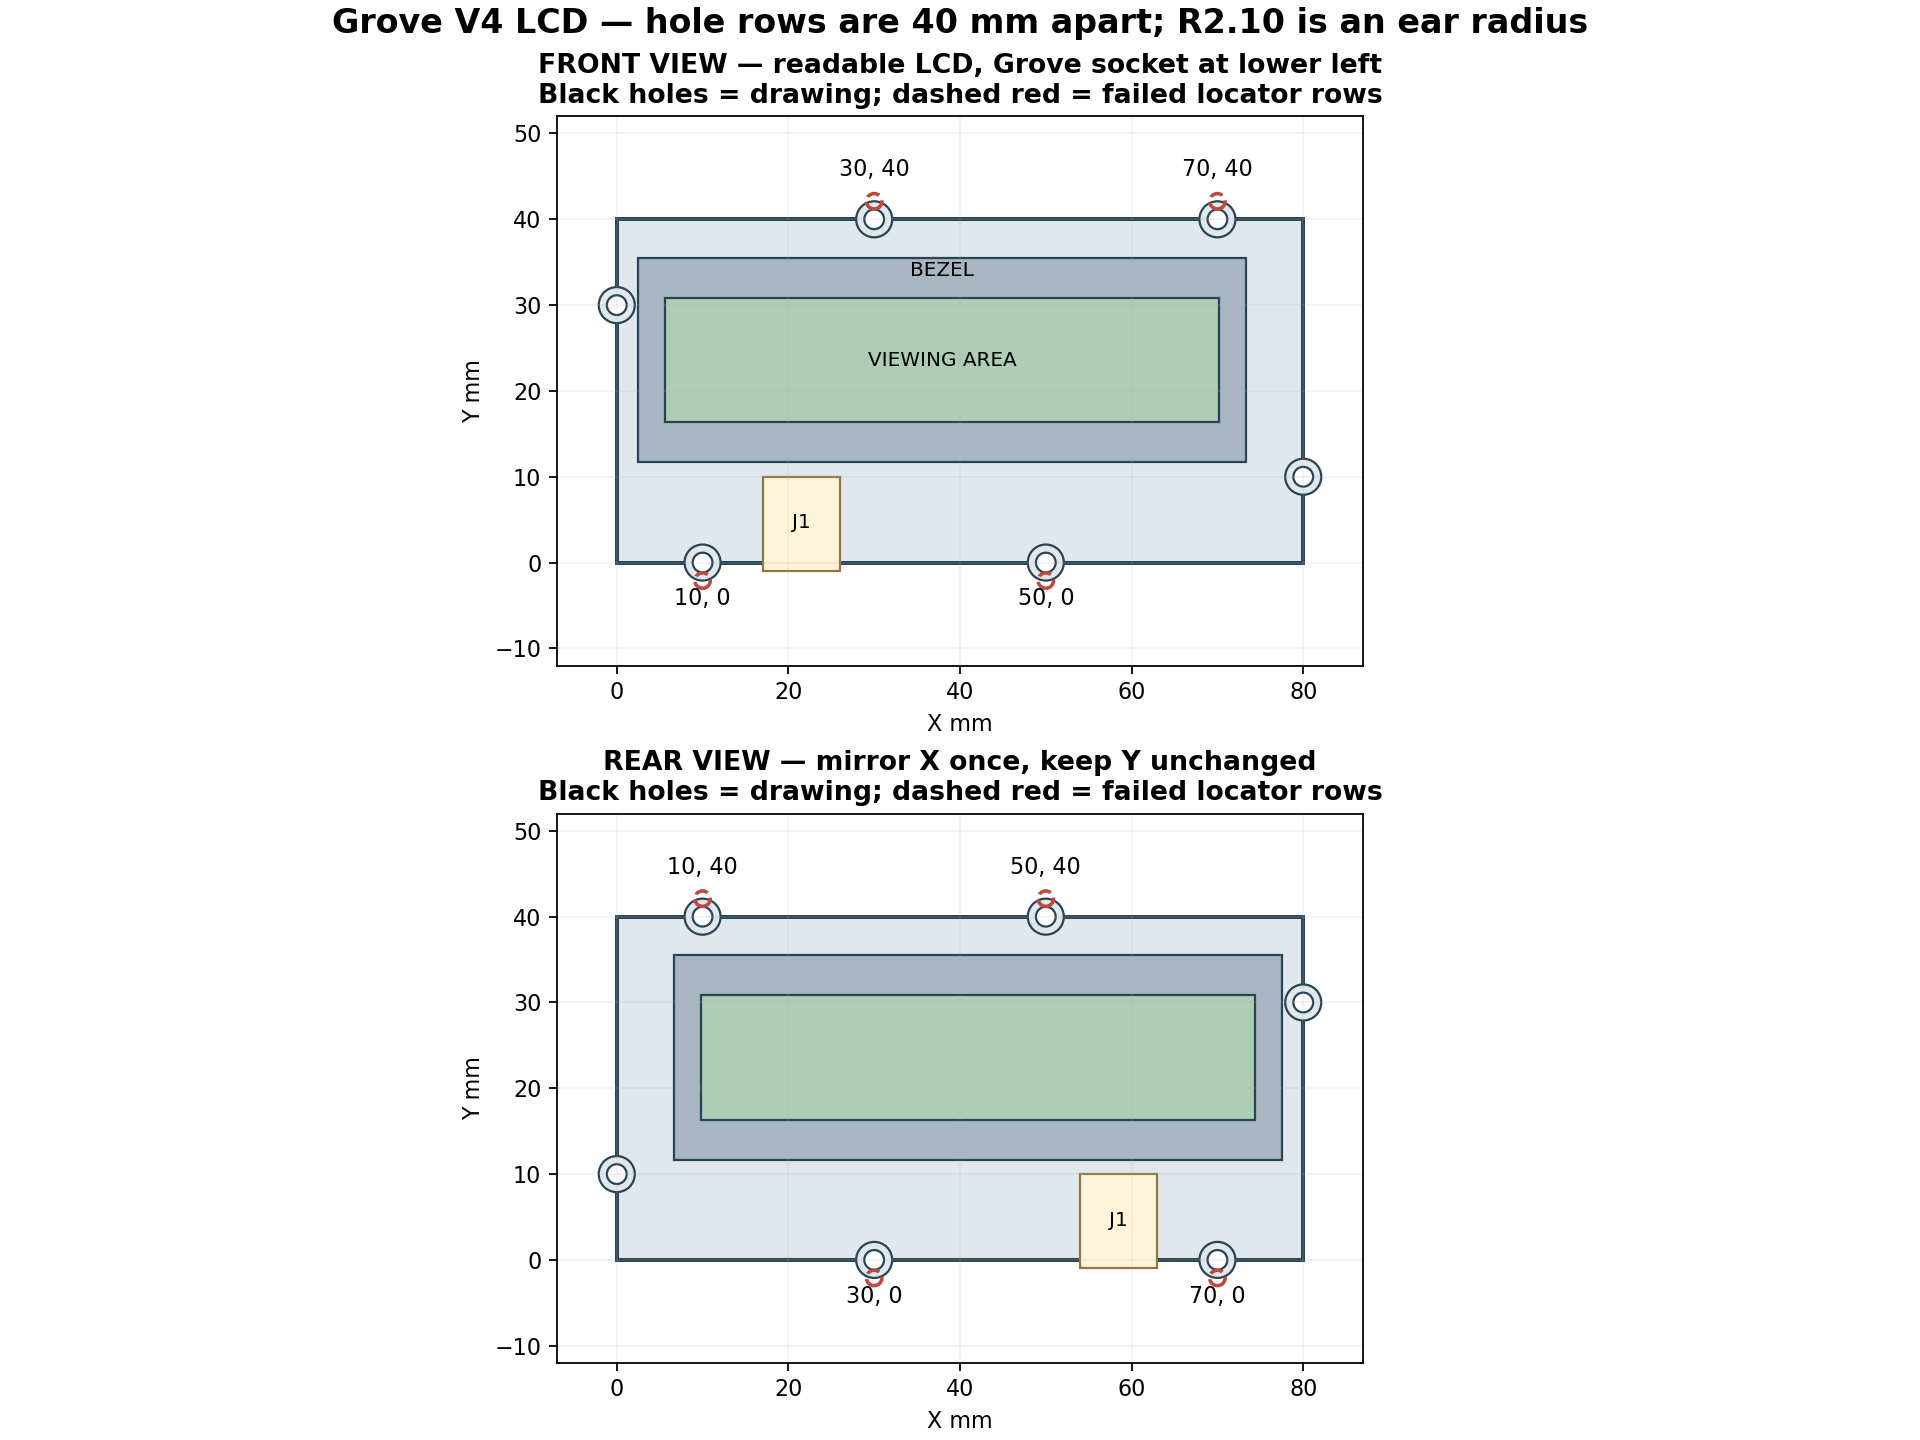 Grove V4 LCD — hole rows are 40 mm apart; R2.10 is an ear radius
FRONT VIEW — readable LCD, Grove socket at lower left
Black holes = drawing; dashed red = failed locator rows
50
30, 40
70, 40
40
BEZEL
30
VIEWING AREA
Y mm
20
10
J1
0
10, 0
50, 0
−10
0
20
40
60
80
X mm
REAR VIEW — mirror X once, keep Y unchanged
Black holes = drawing; dashed red = failed locator rows
50
10, 40
50, 40
40
30
Y mm
20
10
J1
0
30, 0
70, 0
−10
0
20
40
60
80
X mm